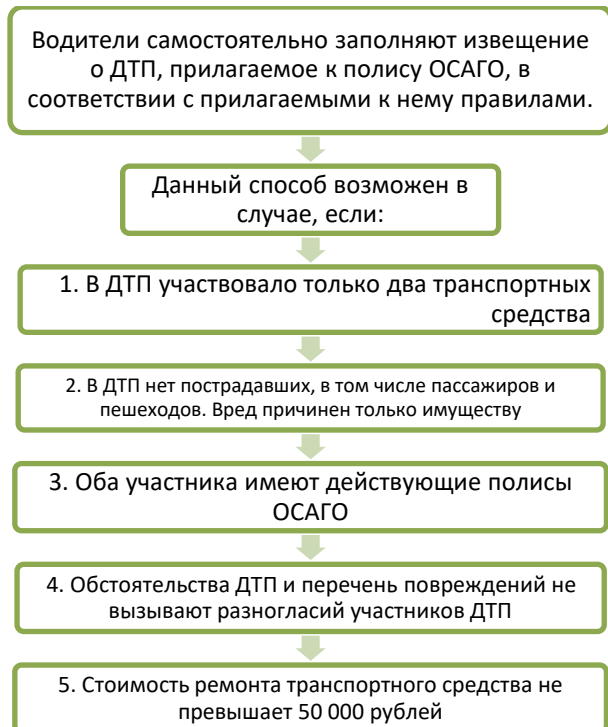 Водители самостоятельно заполняют извещение
о ДТП, прилагаемое к полису ОСАГО, в
соответствии с прилагаемыми к нему правилами.
Данный способ возможен в
случае, если:
1. В ДТП участвовало только два транспортных
средства
2. В ДТП нет пострадавших, в том числе пассажиров и
пешеходов. Вред причинен только имуществу
3. Оба участника имеют действующие полисы
ОСАГО
4. Обстоятельства ДТП и перечень повреждений не
вызывают разногласий участников ДТП
5. Стоимость ремонта транспортного средства не
превышает 50 000 рублей